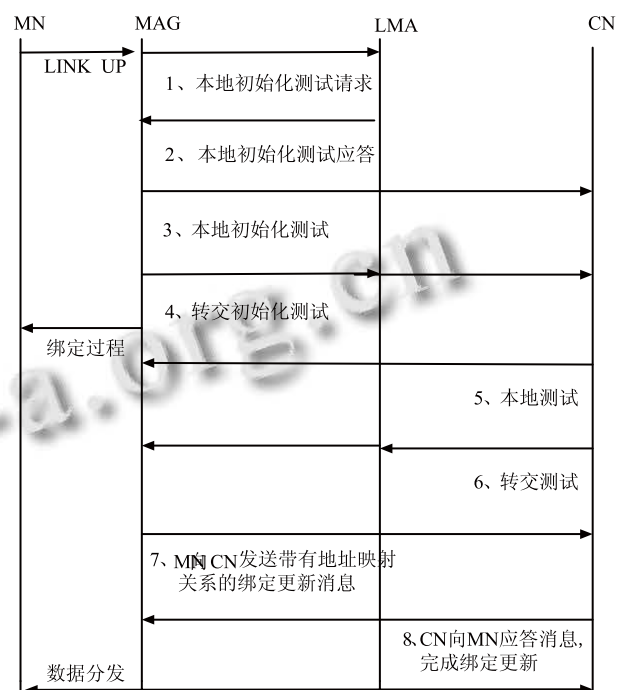 MN MAG LMA CN
LINK UP
1、本地初始化测试请求
2、本地初始化测试应答
3、本地初始化测试
4、转交初始化测试
绑定过程
5、本地测试
6、转交测试
7、MN向CN发送带有地址映射
关系的绑定更新消息
8、CN向MN应答消息,
完成绑定更新
数据分发
a.org.cn